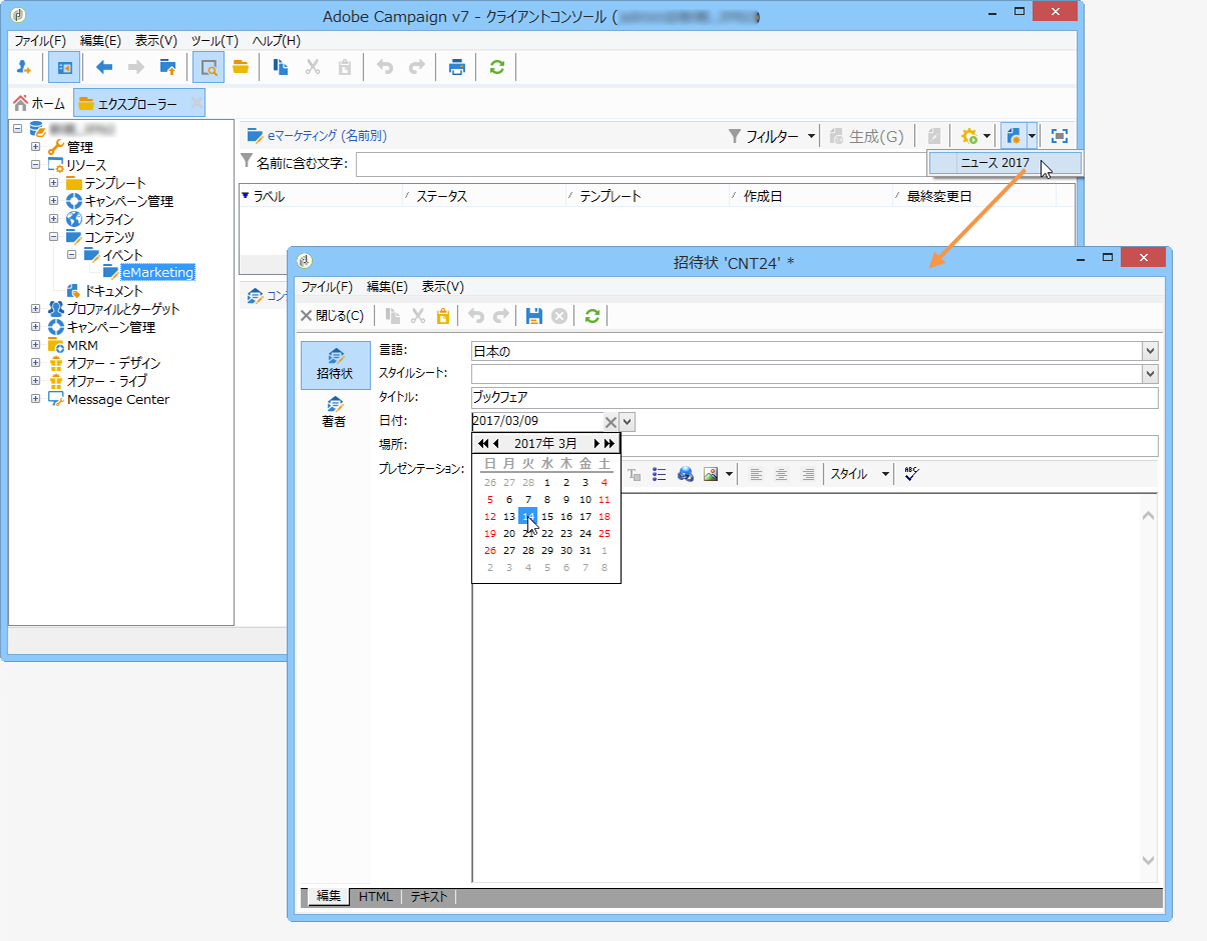 Adobe Campaign v7 - クライアントコンソール (
ファイル(F) 編集(E) 表示(V) ツール(T) ヘルプ(H)
ホーム エクスプローラー
管理
リソース
テンプレート
キャンペーン管理
オンライン
コンテンツ
イベント
eMarketing
ドキュメント
プロファイルとターゲット
キャンペーン管理
MRM
オファー - デザイン
オファー - ライブ
Message Center
eマーケティング (名前別) フィルター 生成(G)
ニュース 2017
名前に含む文字:
ラベル ステータス テンプレート 作成日 最終変更日
コンテ
招待状 'CNT24' *
ファイル(F) 編集(E) 表示(V)
閉じる(C)
招待状
著者
言語: 日本の
スタイルシート:
タイトル: ブックフェア
日付: 2017/03/09
場所:
プレゼンテーション: スタイル ABC
2017年 3月
日 月 火 水 木 金 土
26 27 28 1 2 3 4
5 6 7 8 9 10 11
12 13 14 15 16 17 18
19 20 21 22 23 24 25
26 27 28 29 30 31 1
2 3 4 5 6 7 8
編集 HTML テキスト